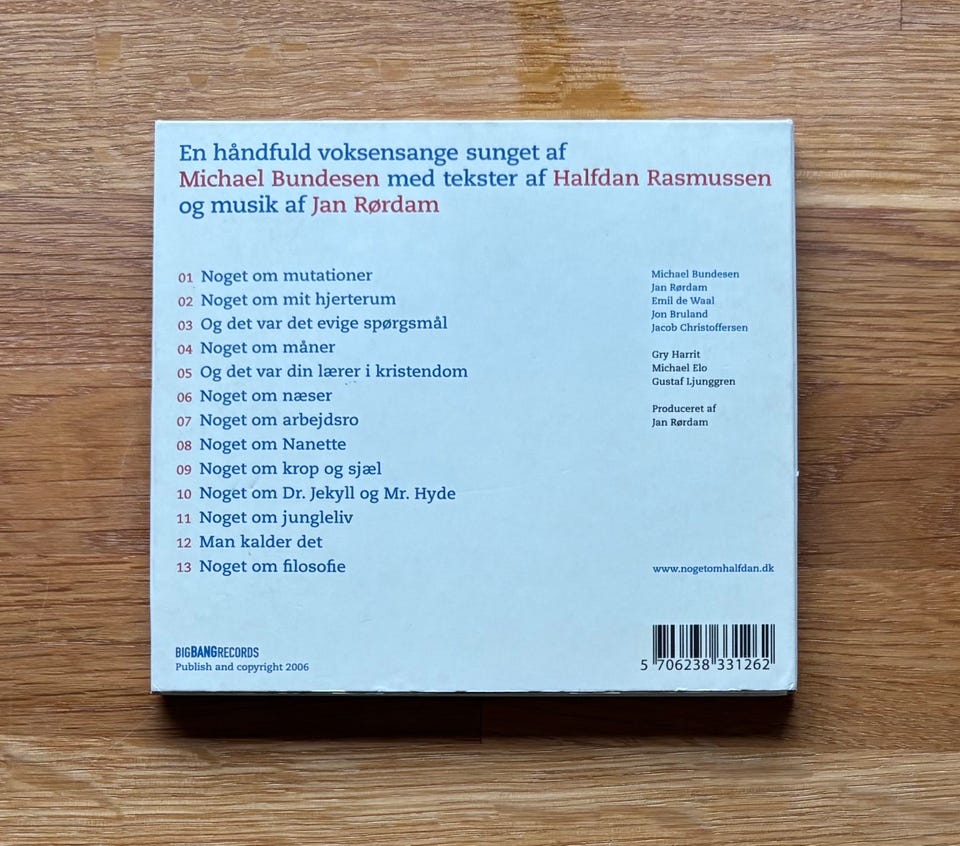 En håndfuld voksensange sunget af
Michael Bundesen med tekster af Halfdan Rasmussen
og musik af Jan Rørdam
01 Noget om mutationer
02 Noget om mit hjerterum
03 Og det var det evige spørgsmål
04 Noget om måner
05 Og det var din lærer i kristendom
06 Noget om næser
07 Noget om arbejdsro
08 Noget om Nanette
09 Noget om krop og sjæl
10 Noget om Dr. Jekyll og Mr. Hyde
11 Noget om jungleliv
12 Man kalder det
13 Noget om filosofie
Michael Bundesen
Jan Rørdam
Emil de Waal
Jon Bruland
Jacob Christoffersen
Gry Harrit
Michael Elo
Gustaf Ljunggren
Produceret af
Jan Rørdam
www.nogetomhalfdan.dk
BIGBANGRECORDS
Publish and copyright 2006
5 706238 331262